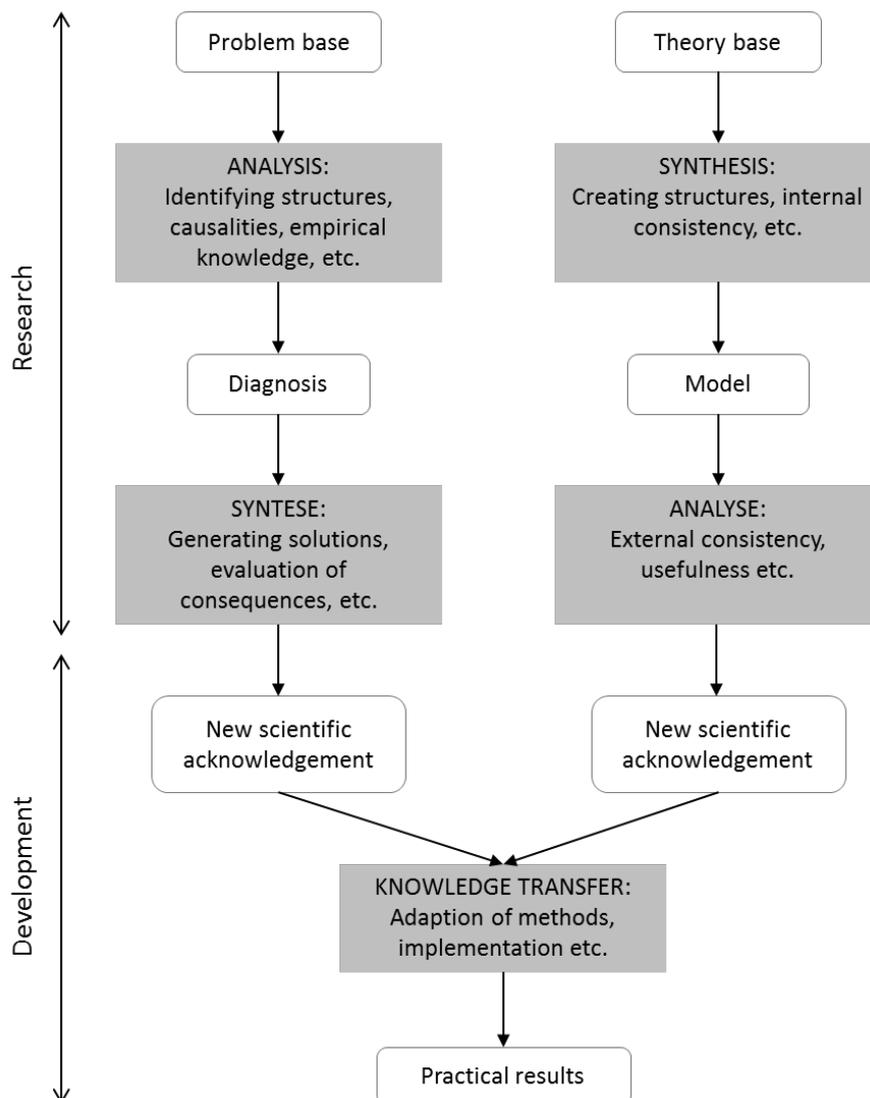 Problem base
Theory base
ANALYSIS:
Identifying structures,
causalities, empirical
knowledge, etc.
SYNTHESIS:
Creating structures, internal
consistency, etc.
Research
Diagnosis
Model
SYNTESE:
Generating solutions,
evaluation of
consequences, etc.
ANALYSE:
External consistency,
usefulness etc.
New scientific
acknowledgement
New scientific
acknowledgement
Development
KNOWLEDGE TRANSFER:
Adaption of methods,
implementation etc.
Practical results